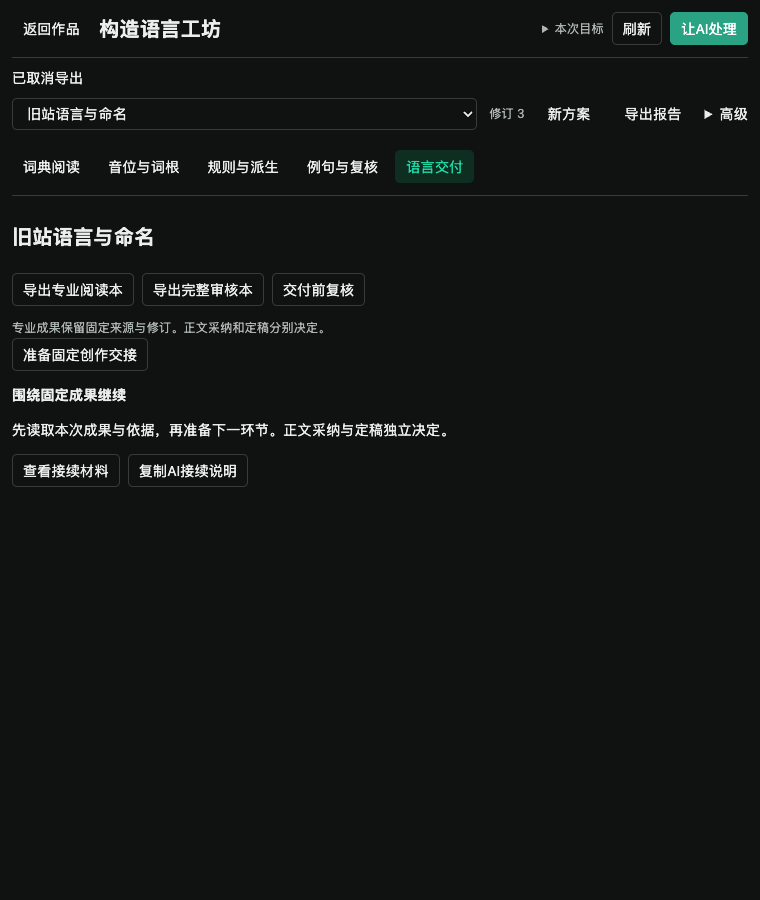 返回作品 构造语言工坊 ▶ 本次目标 刷新 让AI处理
已取消导出
旧站语言与命名 修订 3 新方案 导出报告 ▶ 高级
词典阅读 音位与词根 规则与派生 例句与复核 语言交付
旧站语言与命名
导出专业阅读本 导出完整审核本 交付前复核
专业成果保留固定来源与修订。正文采纳和定稿分别决定。
准备固定创作交接
围绕固定成果继续
先读取本次成果与依据，再准备下一环节。正文采纳与定稿独立决定。
查看接续材料 复制AI接续说明